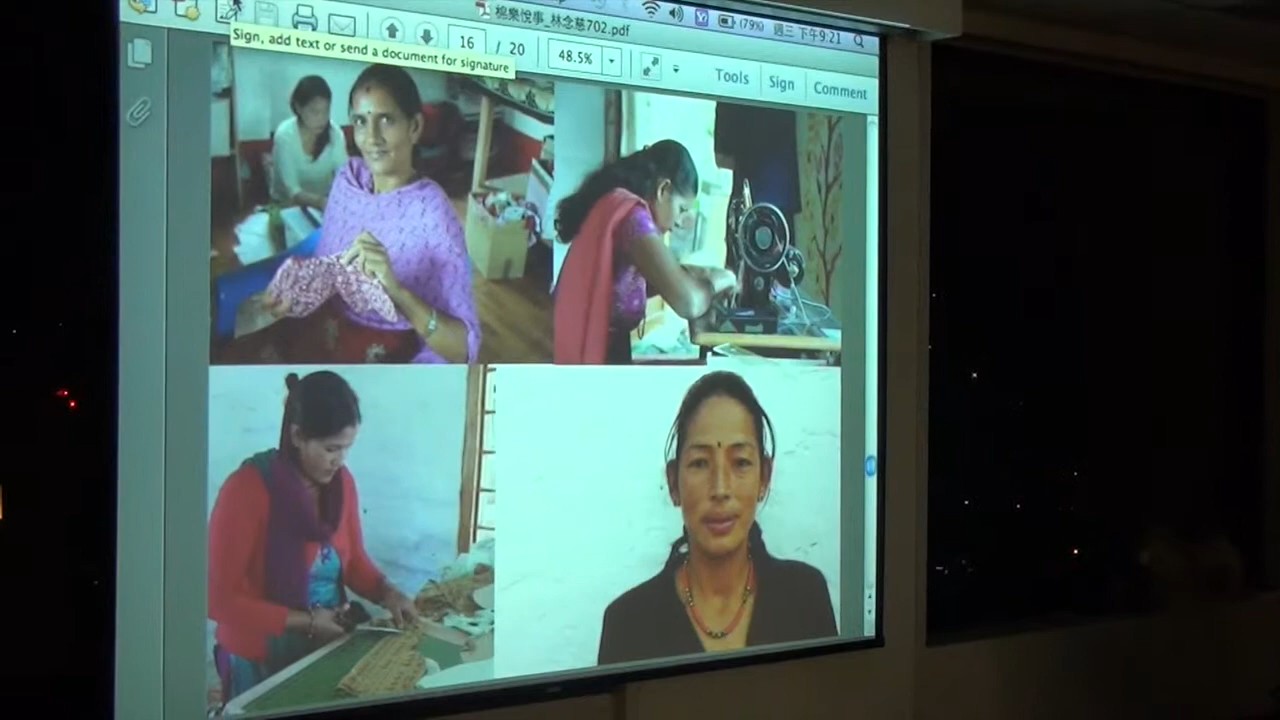 棉樂悅事_林念慈702.pdf
(79%) 週三 下午9:21
Sign, add text or send a document for signature
16 / 20
48.5%
Tools Sign Comment